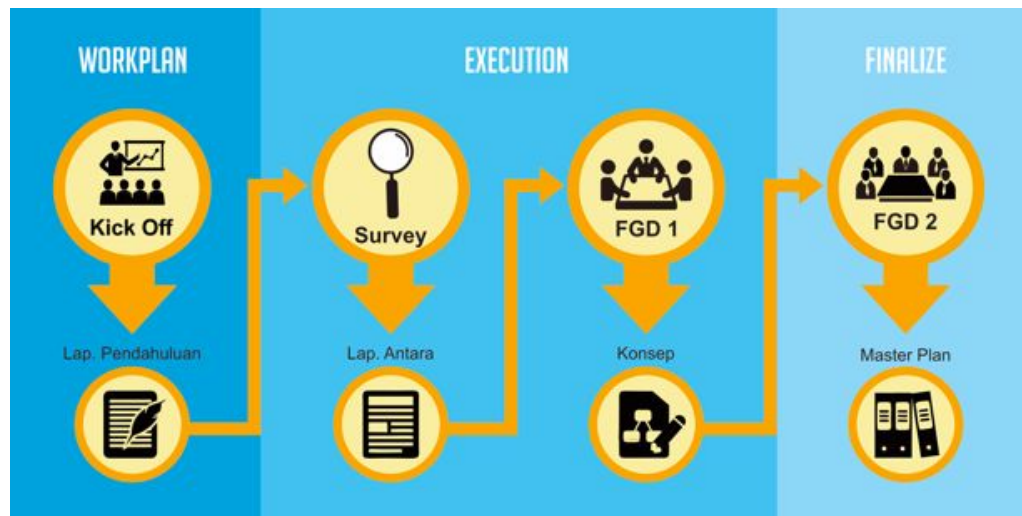 WORKPLAN
EXECUTION
FINALIZE
Kick Off
Survey
FGD 1
FGD 2
Lap. Pendahuluan
Lap. Antara
Konsep
Master Plan